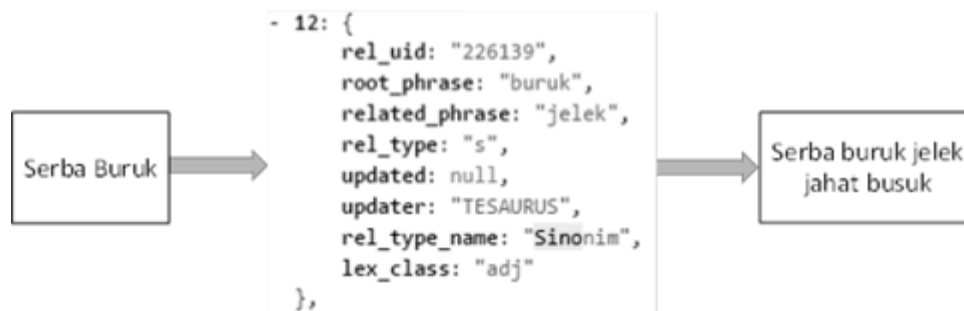 Serba Buruk
- 12: {
rel_uid: "226139",
root_phrase: "buruk",
related_phrase: "jelek",
rel_type: "s",
updated: null,
updater: "TESAURUS",
rel_type_name: "Sinonim",
lex_class: "adj"
},
Serba buruk jelek
jahat busuk